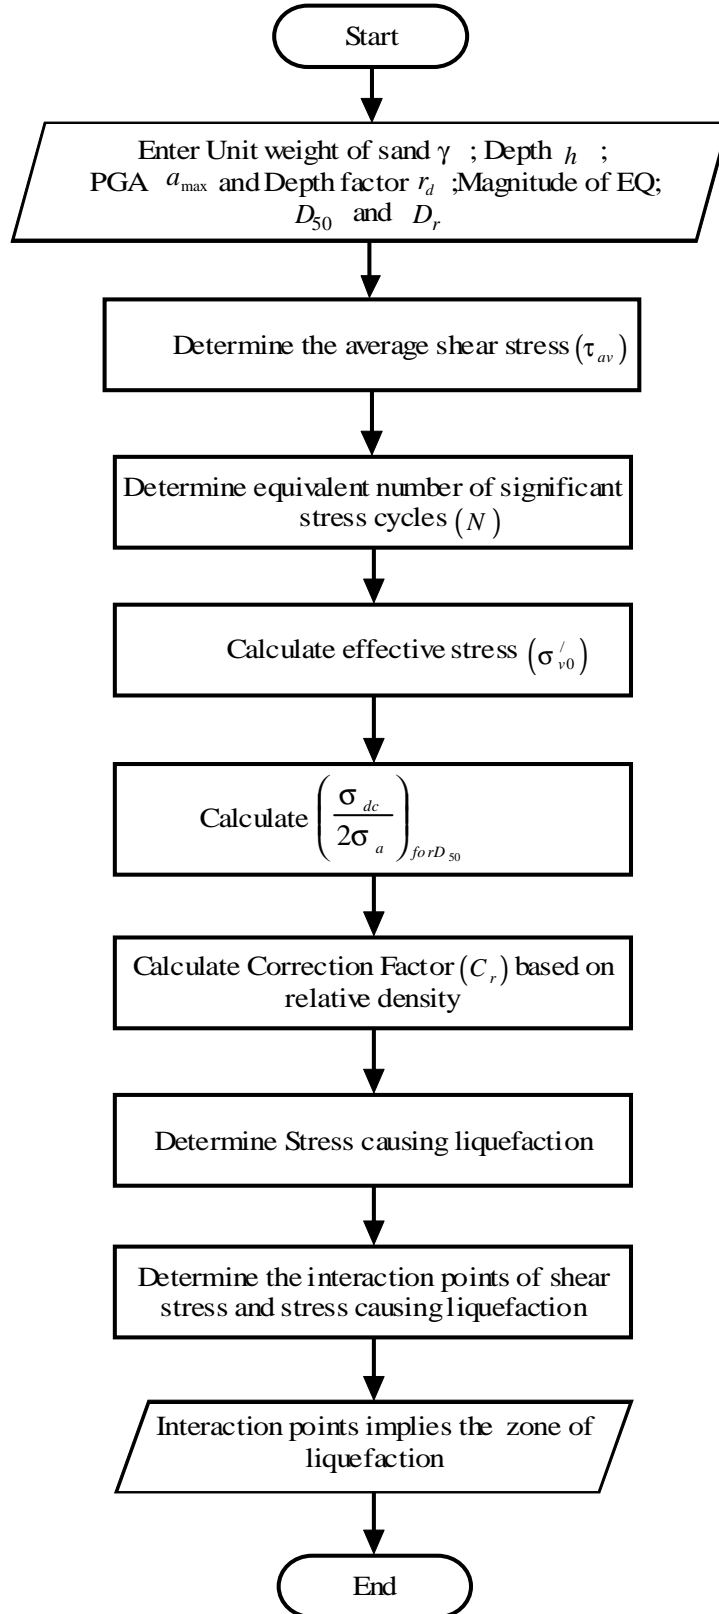 Start
Enter Unit weight of sand γ ; Depth h ;
PGA a_max and Depth factor r_d ;Magnitude of EQ;
D_50 and D_r
Determine the average shear stress (τ_av)
Determine equivalent number of significant
stress cycles (N)
Calculate effective stress (σ_v0^/)
Calculate (σ_dc / 2σ_a)_forD_50
Calculate Correction Factor (C_r) based on
relative density
Determine Stress causing liquefaction
Determine the interaction points of shear
stress and stress causing liquefaction
Interaction points implies the zone of
liquefaction
End